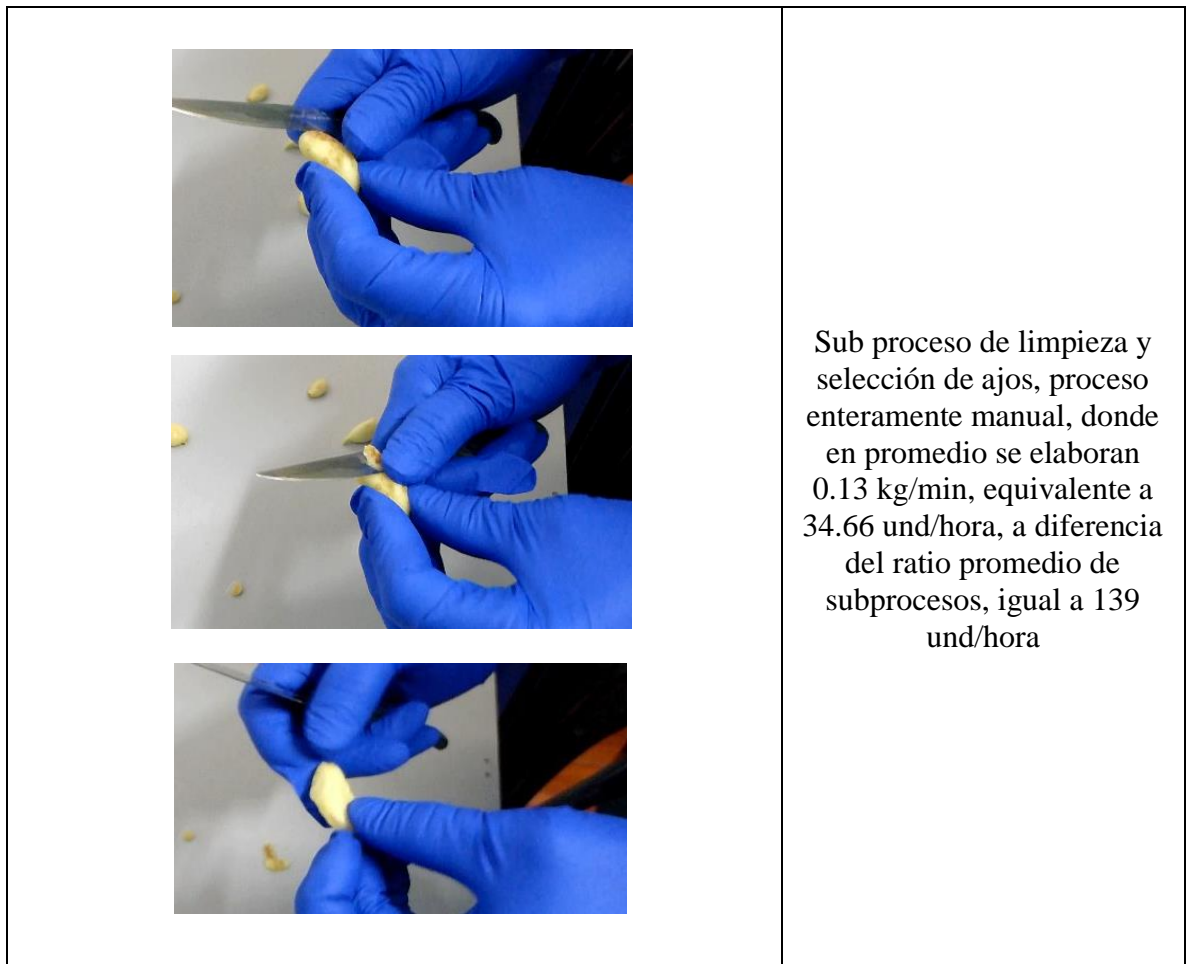 Sub proceso de limpieza y
selección de ajos, proceso
enteramente manual, donde
en promedio se elaboran
0.13 kg/min, equivalente a
34.66 und/hora, a diferencia
del ratio promedio de
subprocesos, igual a 139
und/hora